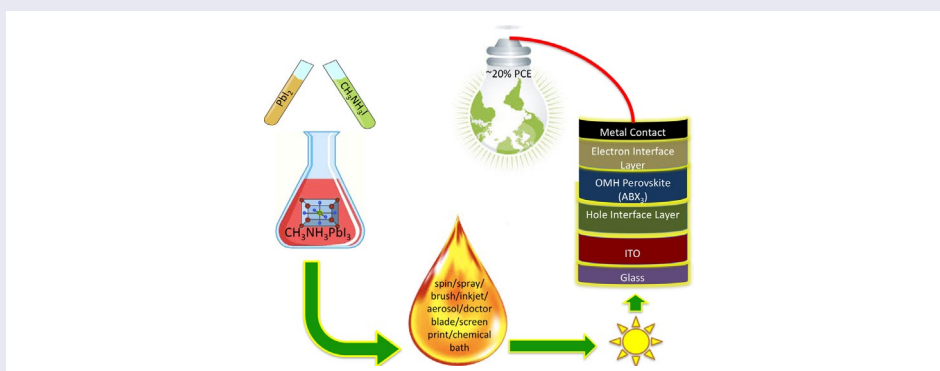 PbI₂
CH₃NH₃I
CH₃NH₃PbI₃
spin/spray/
brush/inkjet/
aerosol/doctor
blade/screen
print/chemical
bath
~20% PCE
Metal Contact
Electron Interface
Layer
OMH Perovskite
(ABX₃)
Hole Interface Layer
ITO
Glass